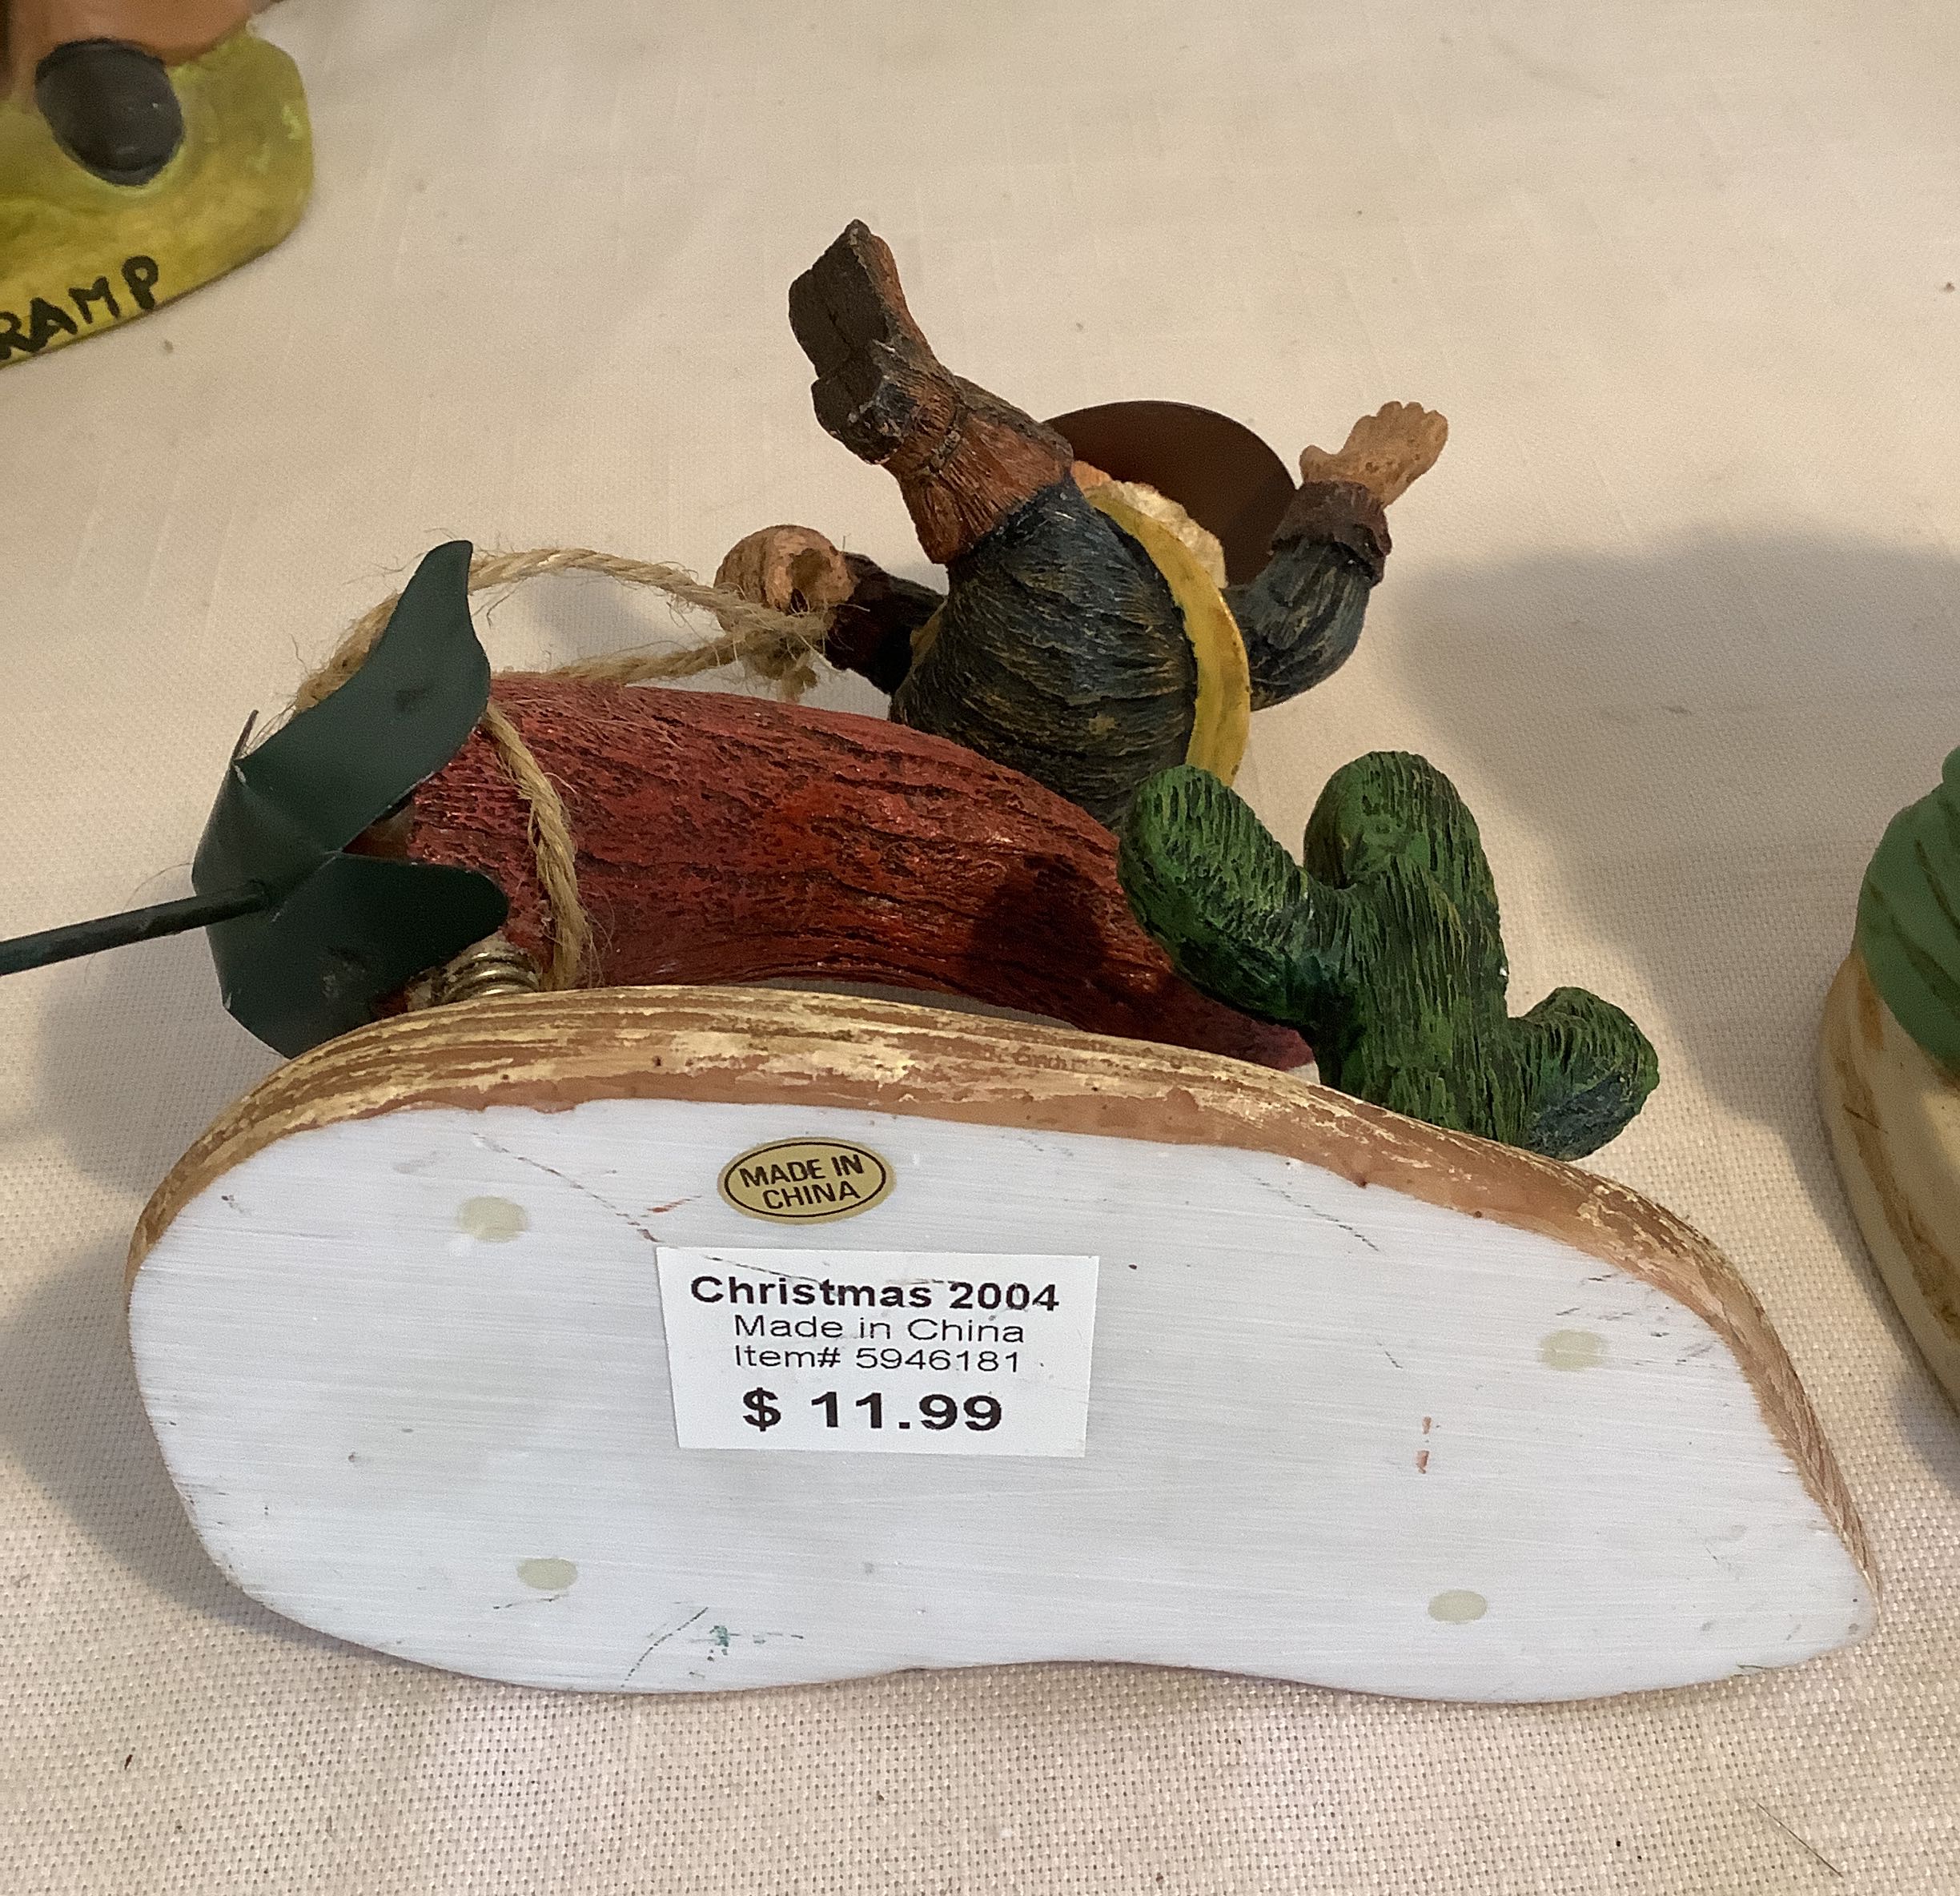 RAMP
MADE IN
CHINA
Christmas 2004
Made in China
Item# 5946181
$ 11.99